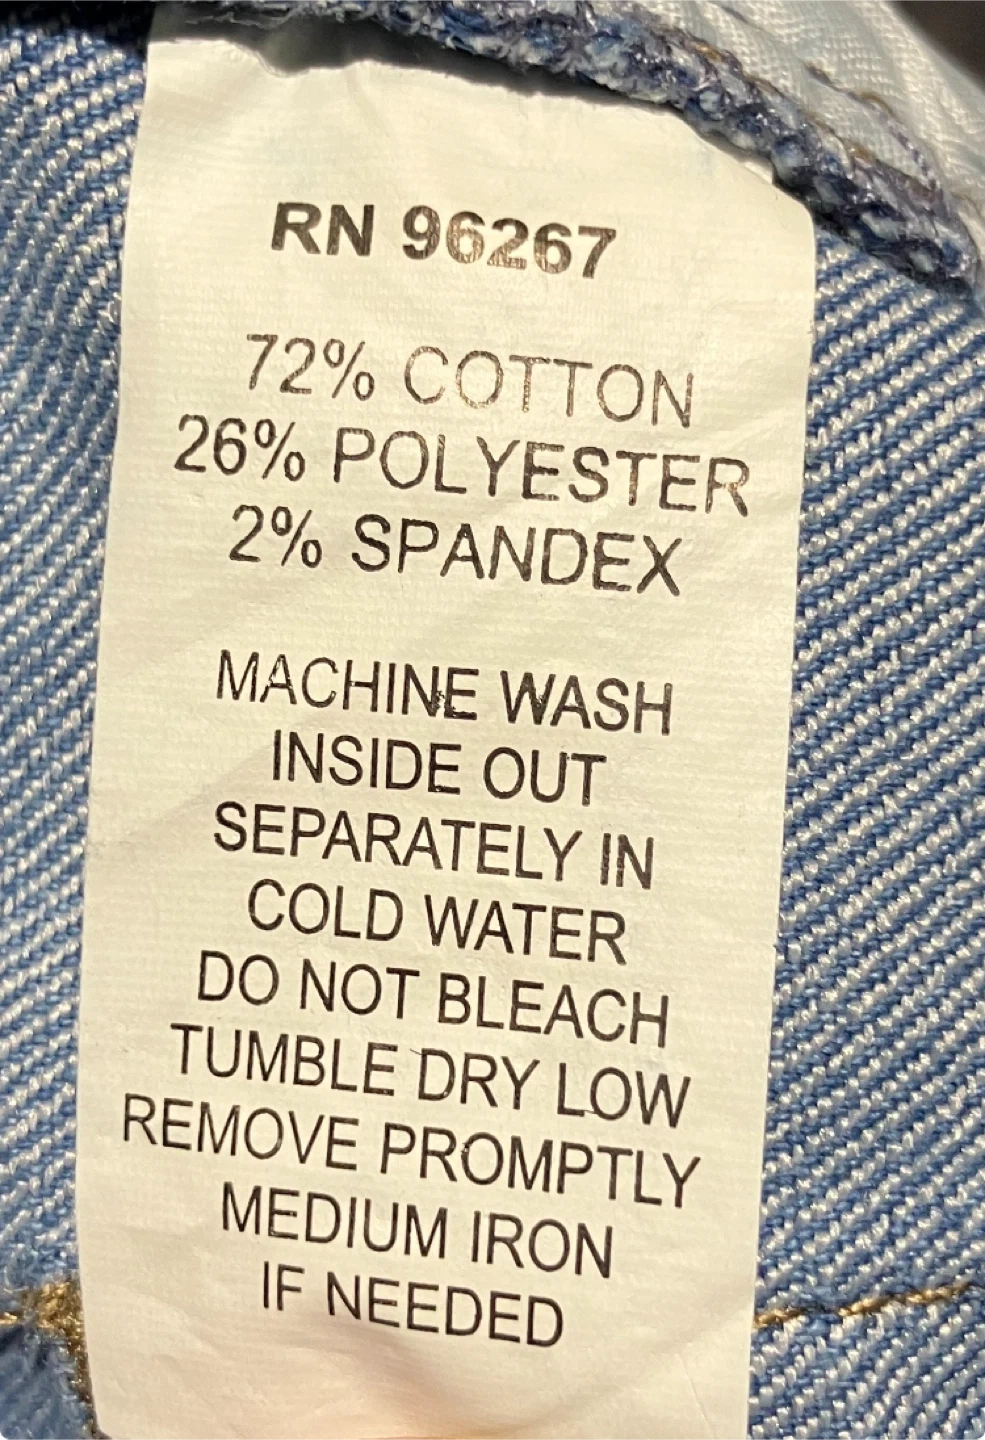 RN 96267
72% COTTON
26% POLYESTER
2% SPANDEX
MACHINE WASH
INSIDE OUT
SEPARATELY IN
COLD WATER
DO NOT BLEACH
TUMBLE DRY LOW
REMOVE PROMPTLY
MEDIUM IRON
IF NEEDED